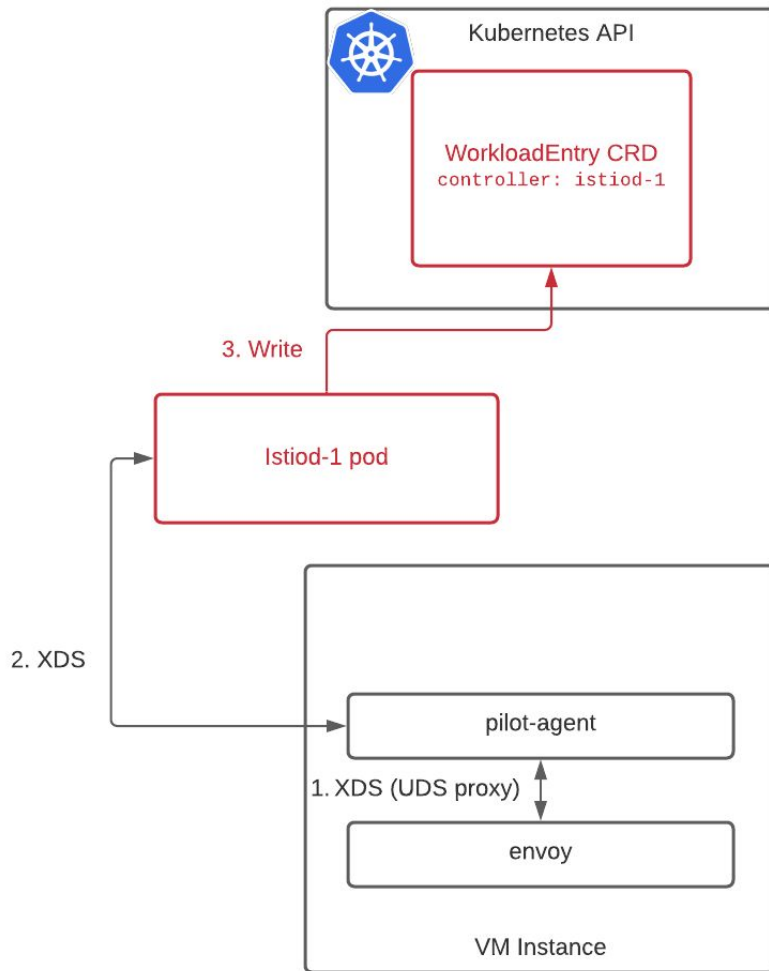 Kubernetes API
WorkloadEntry CRD
controller: istiod-1
3. Write
Istiod-1 pod
2. XDS
pilot-agent
1. XDS (UDS proxy)
envoy
VM Instance